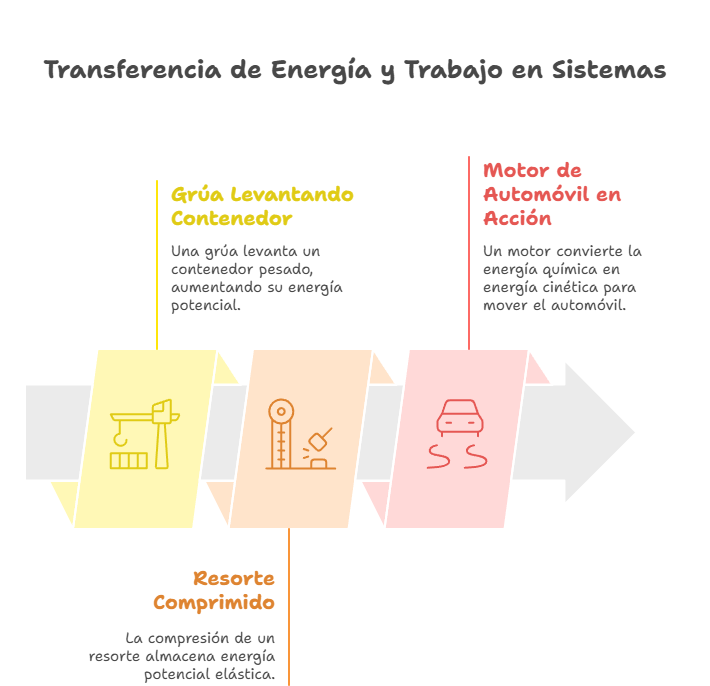 Transferencia de Energía y Trabajo en Sistemas
Grúa Levantando
Contenedor
Una grúa levanta un
contenedor pesado,
aumentando su energía
potencial.
Motor de
Automóvil en
Acción
Un motor convierte la
energía química en
energía cinética para
mover el automóvil.
Resorte
Comprimido
La compresión de un
resorte almacena energía
potencial elástica.